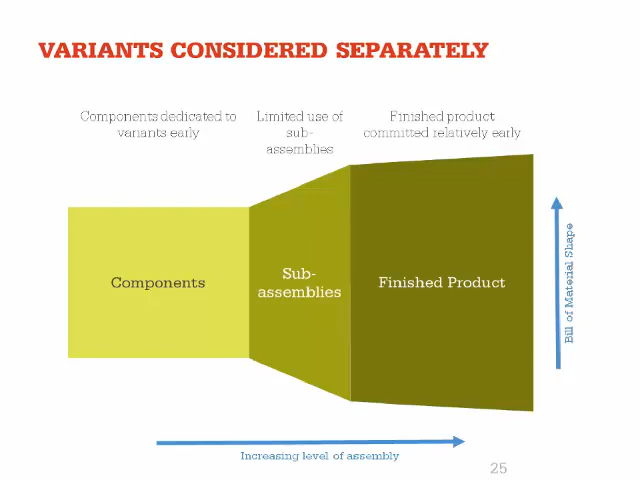 VARIANTS CONSIDERED SEPARATELY
Components dedicated to
variants early
Limited use of
sub-
assemblies
Finished product
committed relatively early
Components
Sub-
assemblies
Finished Product
Bill of Material Shape
Increasing level of assembly
25